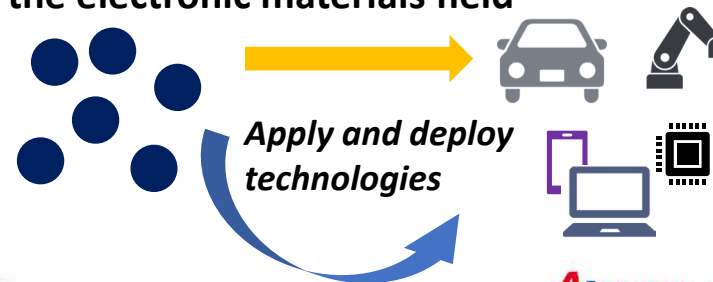 the electronic materials field
Apply and deploy
technologies